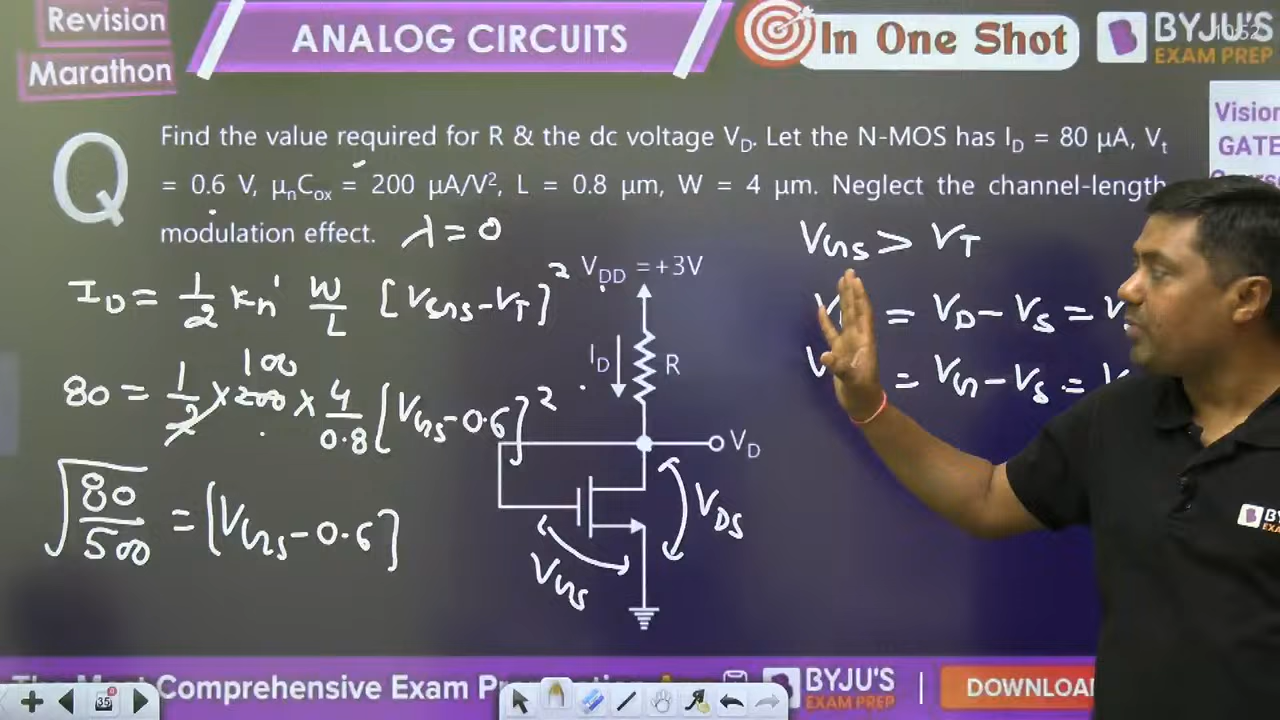 Revision
Marathon
ANALOG CIRCUITS
In One Shot
BYJU'S
EXAM PREP
Vision
GATE
Q
Find the value required for R & the dc voltage V_D. Let the N-MOS has I_D = 80 μA, V_t
= 0.6 V, μ_nC_ox = 200 μA/V², L = 0.8 μm, W = 4 μm. Neglect the channel-length
modulation effect. λ = 0
V_GS > V_T
V_DD = +3V
I_D = 1/2 k_n' W/L [V_GS - V_T]²
= V_D - V_S =
I_D
R
100
80 = 1/2 × 200 × 4/0.8 [V_GS - 0.6]²
= V_G - V_S =
V_D
√80/500 = [V_GS - 0.6]
V_DS
V_GS
35
BYJU'S
EXAM PREP